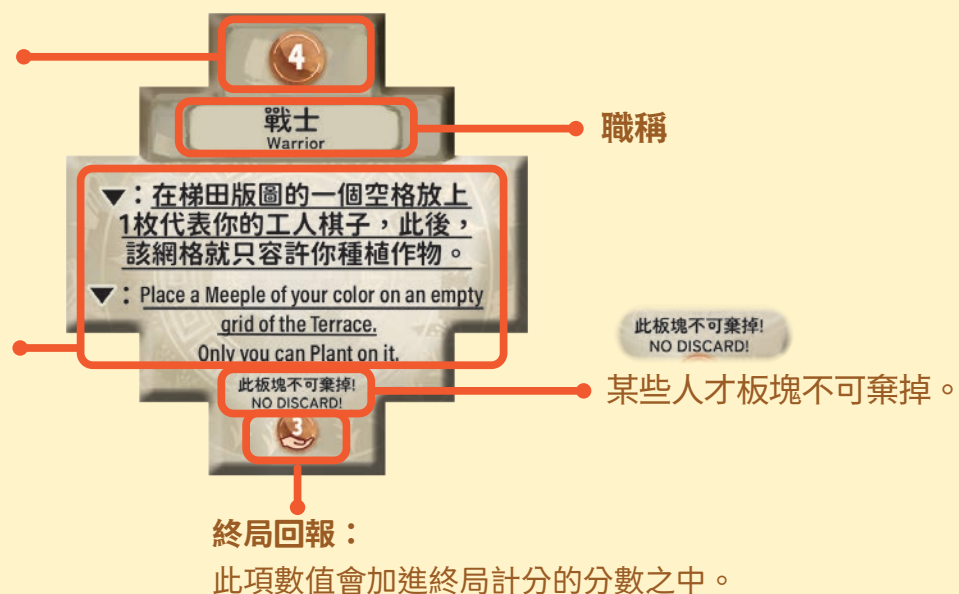 4
戰士
Warrior
職稱
▼：在梯田版圖的一個空格放上
1枚代表你的工人棋子，此後，
該網格就只容許你種植作物。
▼：Place a Meeple of your color on an empty
grid of the Terrace.
Only you can Plant on it.
此板塊不可棄掉!
NO DISCARD!
3
此板塊不可棄掉!
NO DISCARD!
某些人才板塊不可棄掉。
終局回報：
此項數值會加進終局計分的分數之中。